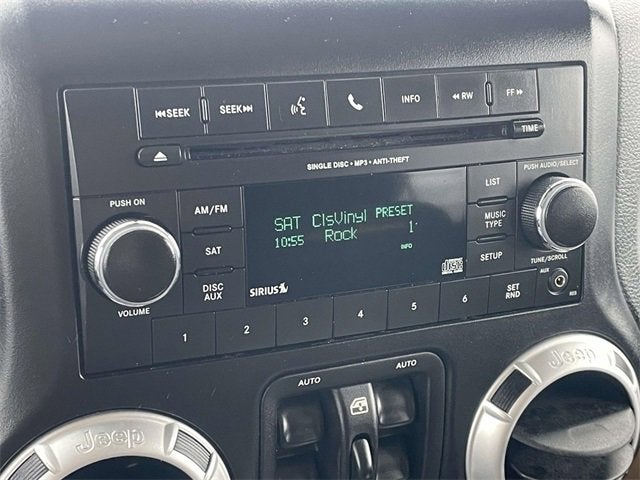 SEEK
SEEK
INFO
RW
FF
TIME
SINGLE DISC • MP3 • ANTI-THEFT
PUSH ON
AM/FM
SAT
DISC AUX
VOLUME
SAT ClsVinyl PRESET
10:55 Rock 1
INFO
SIRIUS
LIST
MUSIC TYPE
SETUP
PUSH AUDIO/SELECT
TUNE/SCROLL
AUX
RES
1
2
3
4
5
6
SET RND
AUTO
AUTO
Jeep
Jeep